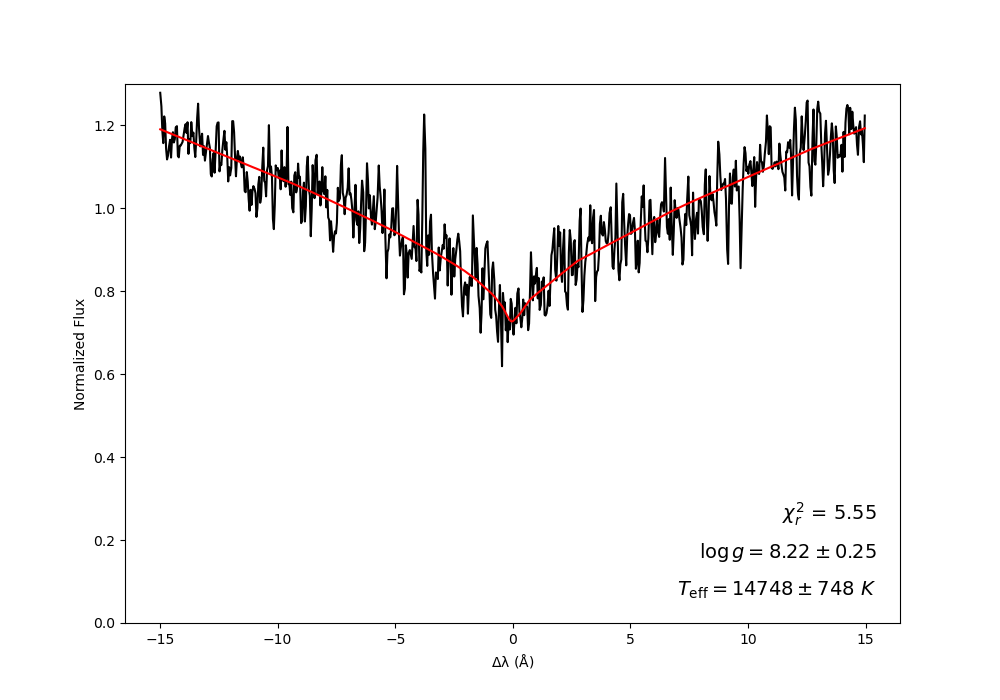 Normalized Flux
1.2
1.0
0.8
0.6
0.4
0.2
0.0
χ²ᵣ = 5.55
log g = 8.22 ± 0.25
T_eff = 14748 ± 748 K
−15 −10 −5 0 5 10 15
Δλ (Å)